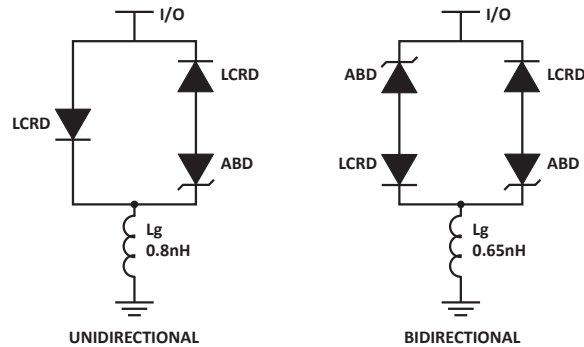 I/O
LCRD
LCRD
ABD
Lg
0.8nH
UNIDIRECTIONAL
I/O
ABD
LCRD
LCRD
ABD
Lg
0.65nH
BIDIRECTIONAL